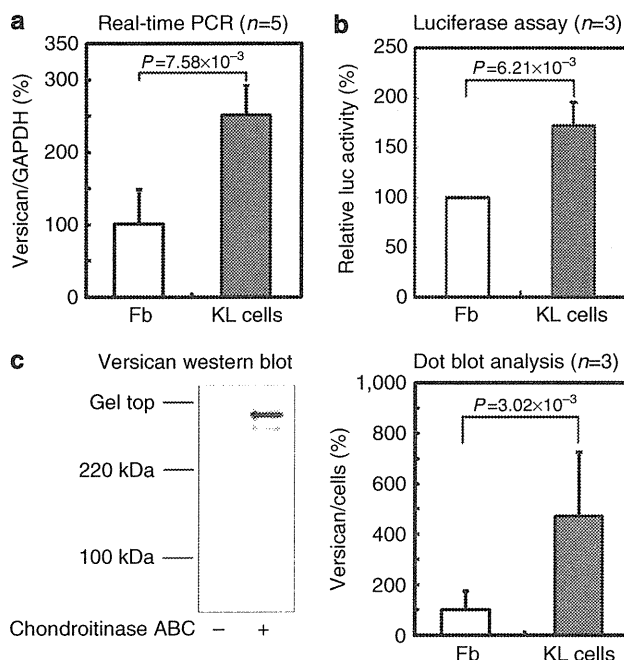 a Real-time PCR (n=5)
Versican/GAPDH (%)
350
300
250
200
150
100
50
0
P=7.58×10⁻³
Fb KL cells
b Luciferase assay (n=3)
Relative luc activity (%)
250
200
150
100
50
0
P=6.21×10⁻³
Fb KL cells
c Versican western blot
Gel top
220 kDa
100 kDa
Chondroitinase ABC − +
Dot blot analysis (n=3)
Versican/cells (%)
1,000
800
600
400
200
0
P=3.02×10⁻³
Fb KL cells